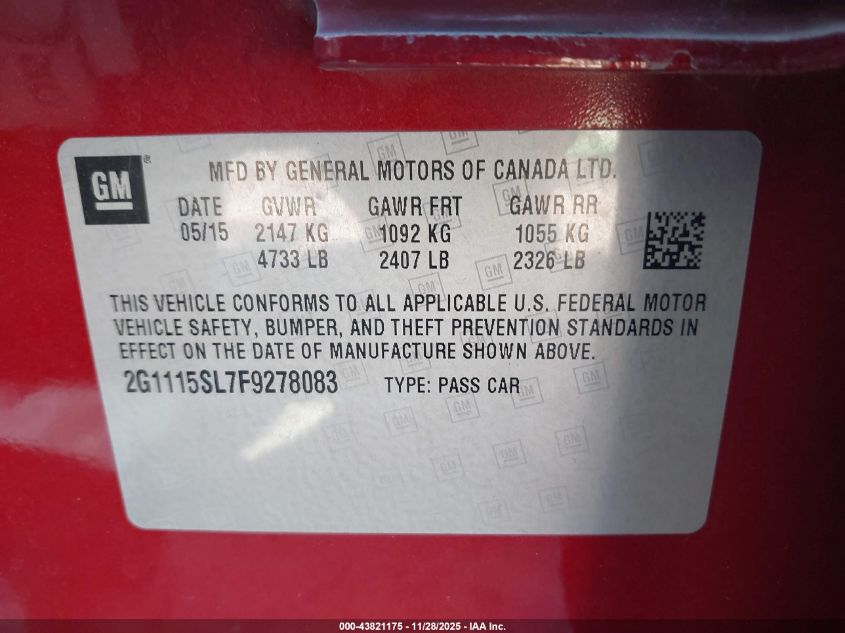 GM ®
MFD BY GENERAL MOTORS OF CANADA LTD.
DATE GVWR GAWR FRT GAWR RR
05/15 2147 KG 1092 KG 1055 KG
4733 LB 2407 LB 2326 LB
THIS VEHICLE CONFORMS TO ALL APPLICABLE U.S. FEDERAL MOTOR
VEHICLE SAFETY, BUMPER, AND THEFT PREVENTION STANDARDS IN
EFFECT ON THE DATE OF MANUFACTURE SHOWN ABOVE.
2G1115SL7F9278083 TYPE: PASS CAR
000-43821175 - 11/28/2025 - IAA Inc.